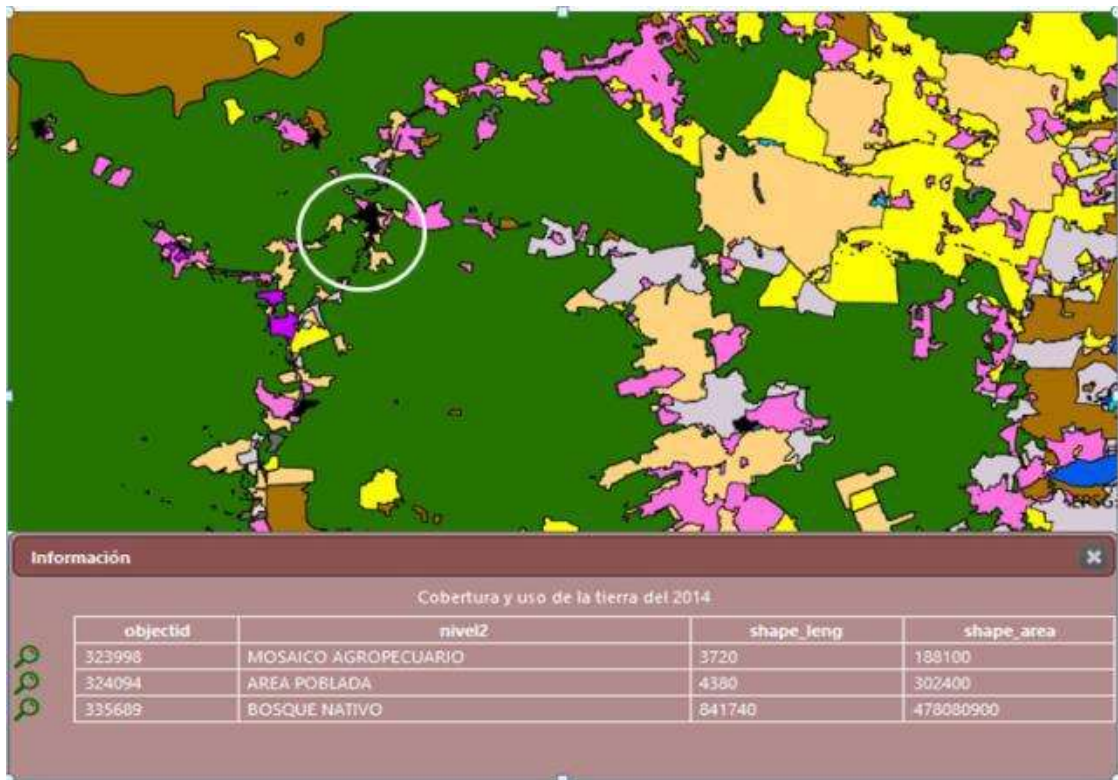 Información
Cobertura y uso de la tierra del 2014
objectid nivel2 shape_leng shape_area
323998 MOSAICO AGROPECUARIO 3720 188100
324094 AREA POBLADA 4380 302400
335689 BOSQUE NATIVO 841740 478080900